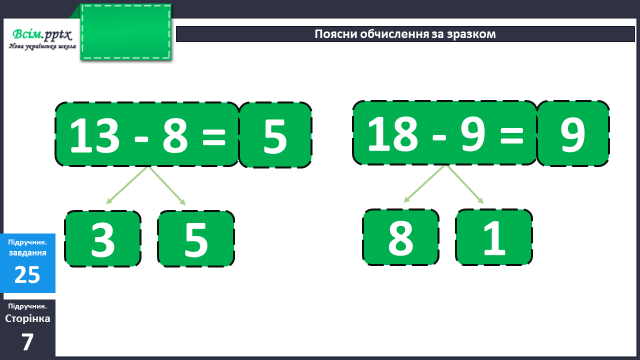 Всім.pptx
Нова українська школа
Поясни обчислення за зразком
13 - 8 = 5
3 5
18 - 9 = 9
8 1
Підручник.
завдання
25
Підручник.
Сторінка
7